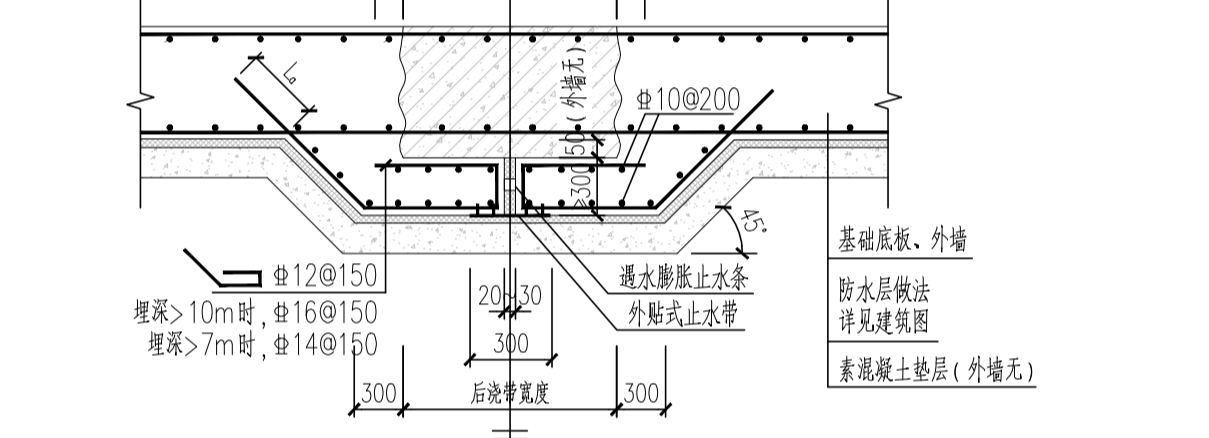 La
50(外墙无)
≥300
Φ10@200
45°
Φ12@150
埋深>10m时,Φ16@150
埋深>7m时,Φ14@150
遇水膨胀止水条
外贴式止水带
20~30
300
300
后浇带宽度
300
基础底板、外墙
防水层做法
详见建筑图
素混凝土垫层(外墙无)